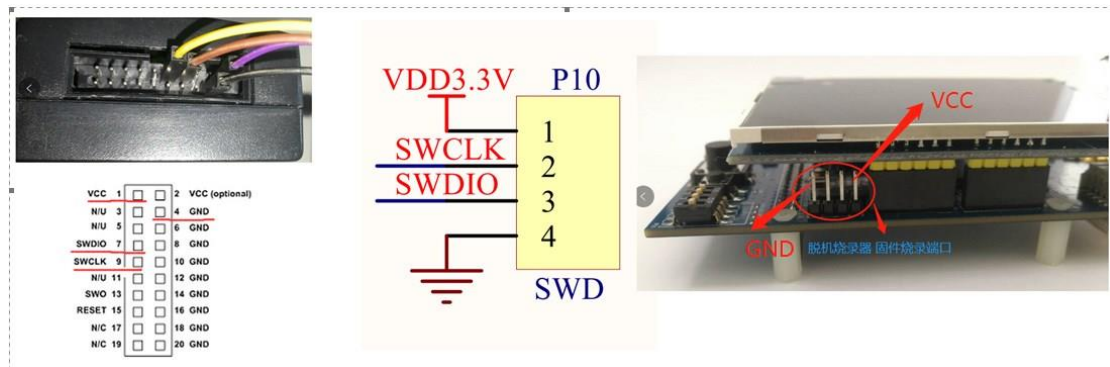 VCC 1 2 VCC (optional)
N/U 3 4 GND
N/U 5 6 GND
SWDIO 7 8 GND
SWCLK 9 10 GND
N/U 11 12 GND
SWO 13 14 GND
RESET 15 16 GND
N/C 17 18 GND
N/C 19 20 GND
VDD3.3V P10
1
SWCLK 2
SWDIO 3
4
SWD
VCC
GND 脱机烧录器 固件烧录端口